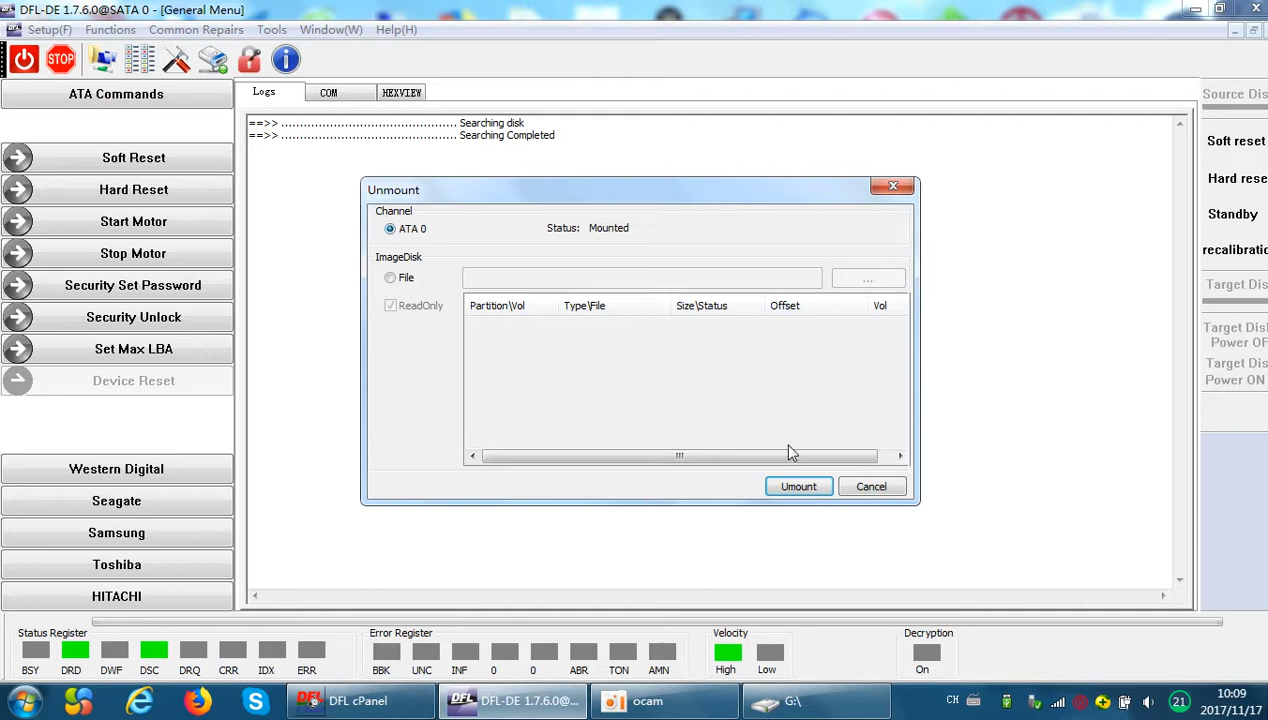 DFL-DE 1.7.6.0@SATA 0 - [General Menu]
Setup(F) Functions Common Repairs Tools Window(W) Help(H)
STOP
ATA Commands
Soft Reset
Hard Reset
Start Motor
Stop Motor
Security Set Password
Security Unlock
Set Max LBA
Device Reset
Western Digital
Seagate
Samsung
Toshiba
HITACHI
Logs COM HEXVIEW
==>> ................................................ Searching disk
==>> ................................................ Searching Completed
Unmount
Channel
ATA 0 Status: Mounted
ImageDisk
File ...
ReadOnly
Partition\Vol Type\File Size\Status Offset Vol
Umount Cancel
Source Dis
Soft reset
Hard rese
Standby
recalibratio
Target Dis
Target Disl
Power OF
Target Dis
Power ON
Status Register
BSY DRD DWF DSC DRQ CRR IDX ERR
Error Register
BBK UNC INF 0 0 ABR TON AMN
Velocity
High Low
Decryption
On
DFL DFL cPanel
DFL DFL-DE 1.7.6.0@...
ocam
G:\
CH
21
10:09
2017/11/17